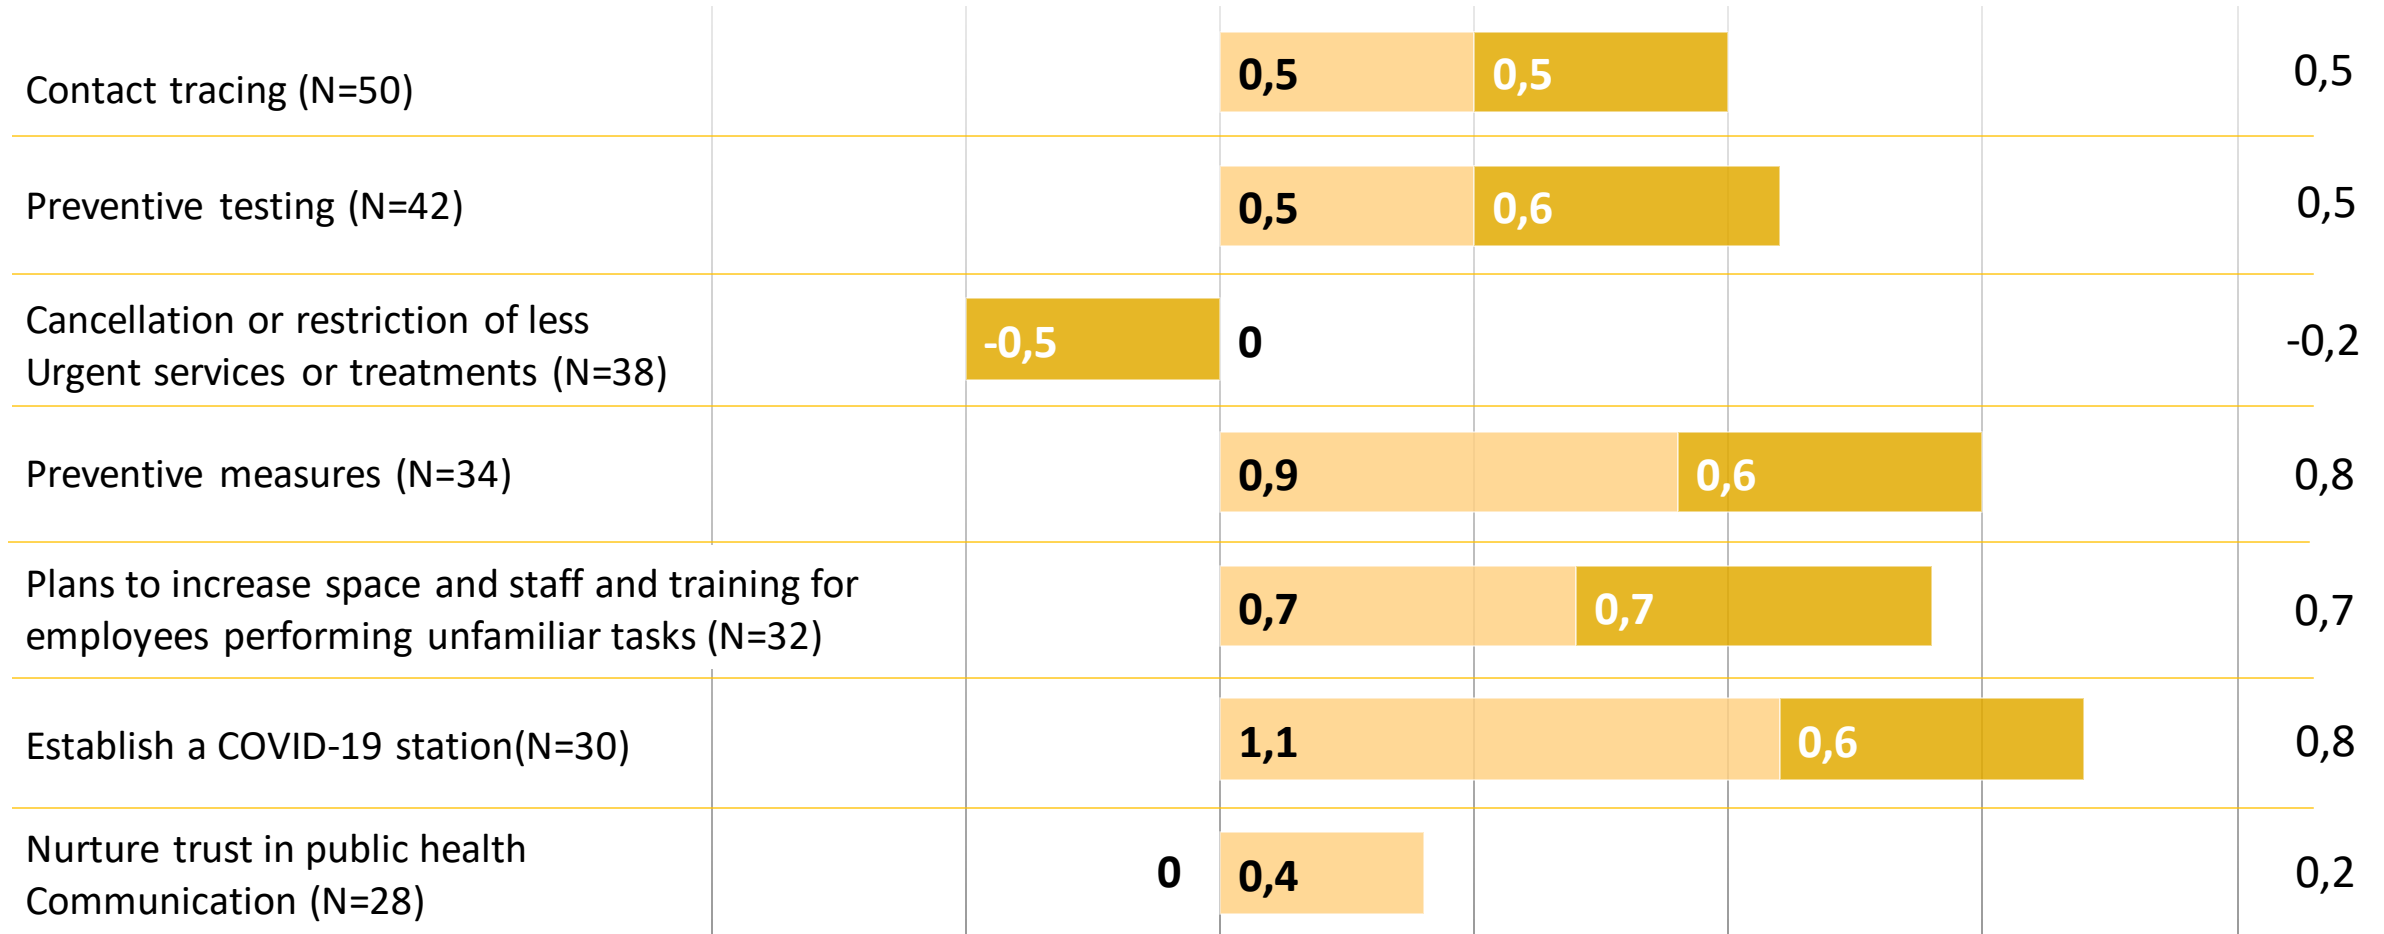 Contact tracing (N=50)
0,5
0,5
0,5
Preventive testing (N=42)
0,5
0,6
0,5
Cancellation or restriction of less
Urgent services or treatments (N=38)
-0,5
0
-0,2
Preventive measures (N=34)
0,9
0,6
0,8
Plans to increase space and staff and training for
employees performing unfamiliar tasks (N=32)
0,7
0,7
0,7
Establish a COVID-19 station(N=30)
1,1
0,6
0,8
Nurture trust in public health
Communication (N=28)
0
0,4
0,2